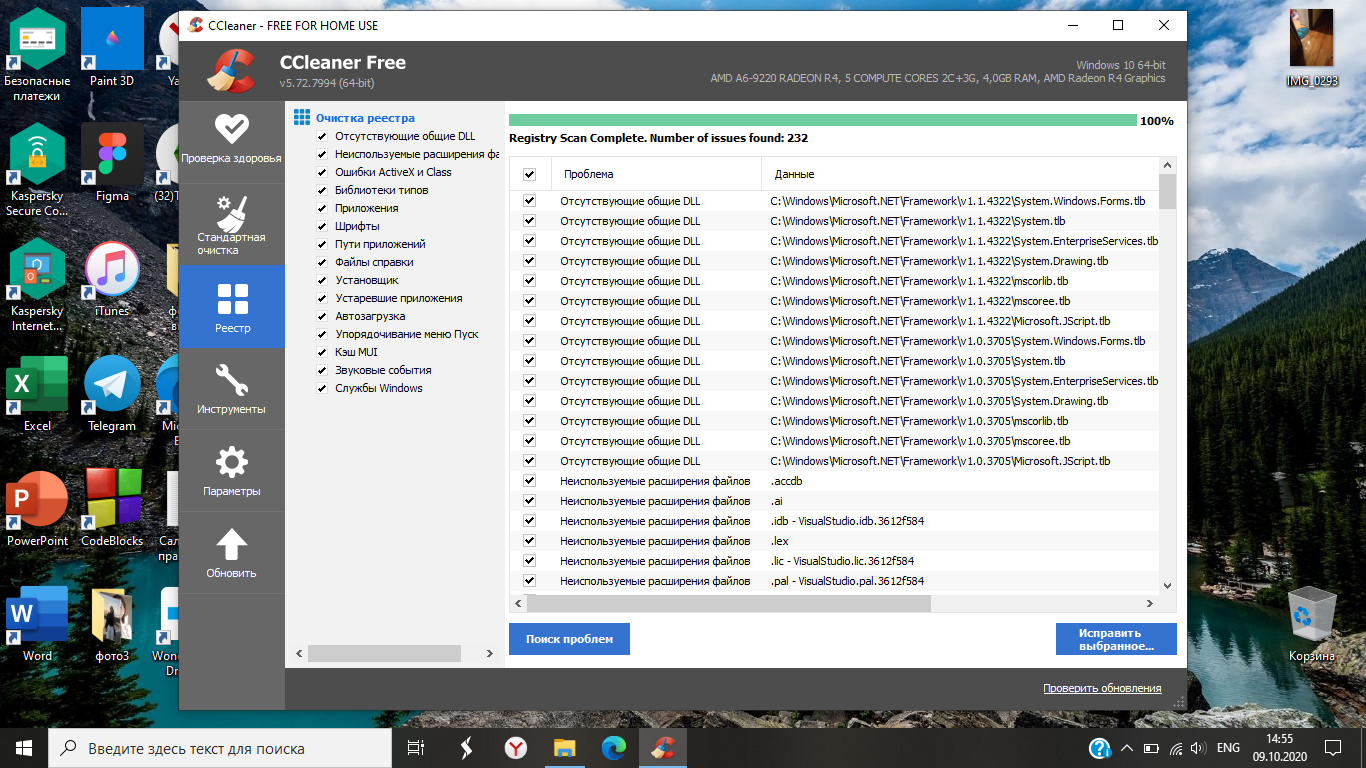 CCleaner - FREE FOR HOME USE
CCleaner Free
v5.72.7994 (64-bit)
Windows 10 64-bit
AMD A6-9220 RADEON R4, 5 COMPUTE CORES 2C+3G, 4,0GB RAM, AMD Radeon R4 Graphics
Проверка здоровья
Стандартная
очистка
Реестр
Инструменты
Параметры
Обновить
Очистка реестра
Отсутствующие общие DLL
Неиспользуемые расширения фа
Ошибки ActiveX и Class
Библиотеки типов
Приложения
Шрифты
Пути приложений
Файлы справки
Установщик
Устаревшие приложения
Автозагрузка
Упорядочивание меню Пуск
Кэш MUI
Звуковые события
Службы Windows
100%
Registry Scan Complete. Number of issues found: 232
Проблема Данные
Отсутствующие общие DLL C:\Windows\Microsoft.NET\Framework\v1.1.4322\System.Windows.Forms.tlb
Отсутствующие общие DLL C:\Windows\Microsoft.NET\Framework\v1.1.4322\System.tlb
Отсутствующие общие DLL C:\Windows\Microsoft.NET\Framework\v1.1.4322\System.EnterpriseServices.tlb
Отсутствующие общие DLL C:\Windows\Microsoft.NET\Framework\v1.1.4322\System.Drawing.tlb
Отсутствующие общие DLL C:\Windows\Microsoft.NET\Framework\v1.1.4322\mscorlib.tlb
Отсутствующие общие DLL C:\Windows\Microsoft.NET\Framework\v1.1.4322\mscoree.tlb
Отсутствующие общие DLL C:\Windows\Microsoft.NET\Framework\v1.1.4322\Microsoft.JScript.tlb
Отсутствующие общие DLL C:\Windows\Microsoft.NET\Framework\v1.0.3705\System.Windows.Forms.tlb
Отсутствующие общие DLL C:\Windows\Microsoft.NET\Framework\v1.0.3705\System.tlb
Отсутствующие общие DLL C:\Windows\Microsoft.NET\Framework\v1.0.3705\System.EnterpriseServices.tlb
Отсутствующие общие DLL C:\Windows\Microsoft.NET\Framework\v1.0.3705\System.Drawing.tlb
Отсутствующие общие DLL C:\Windows\Microsoft.NET\Framework\v1.0.3705\mscorlib.tlb
Отсутствующие общие DLL C:\Windows\Microsoft.NET\Framework\v1.0.3705\mscoree.tlb
Отсутствующие общие DLL C:\Windows\Microsoft.NET\Framework\v1.0.3705\Microsoft.JScript.tlb
Неиспользуемые расширения файлов .accdb
Неиспользуемые расширения файлов .ai
Неиспользуемые расширения файлов .idb - VisualStudio.idb.3612f584
Неиспользуемые расширения файлов .lex
Неиспользуемые расширения файлов .lic - VisualStudio.lic.3612f584
Неиспользуемые расширения файлов .pal - VisualStudio.pal.3612f584
Поиск проблем
Исправить
выбранное...
Проверить обновления
Безопасные
платежи
Paint 3D
Ya
Kaspersky
Secure Co...
Figma
(32)T
Kaspersky
Internet...
iTunes
ф
в
Excel
Telegram
Mic
E
PowerPoint
CodeBlocks
Сал
пра
Word
фото3
Won
Dr
IMG_0293
Корзина
Введите здесь текст для поиска
ENG
14:55
09.10.2020